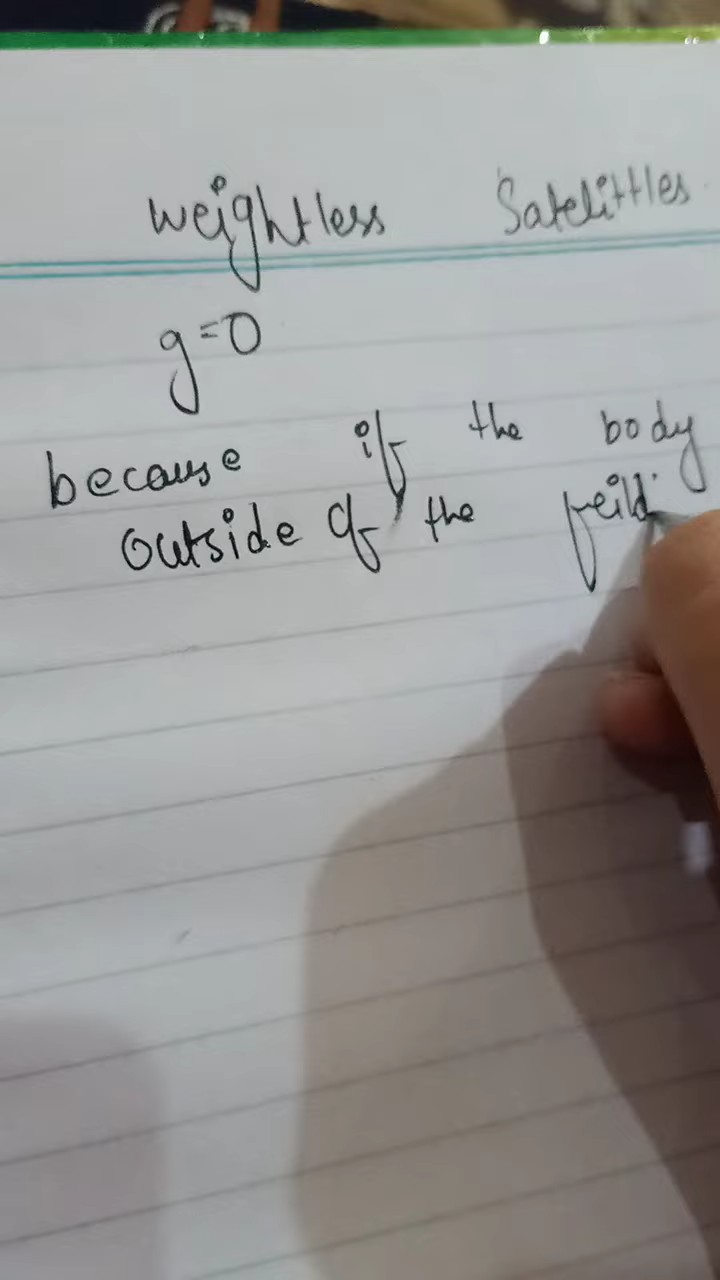 weightless Satelittles
g=0
because if the body
outside of the feild